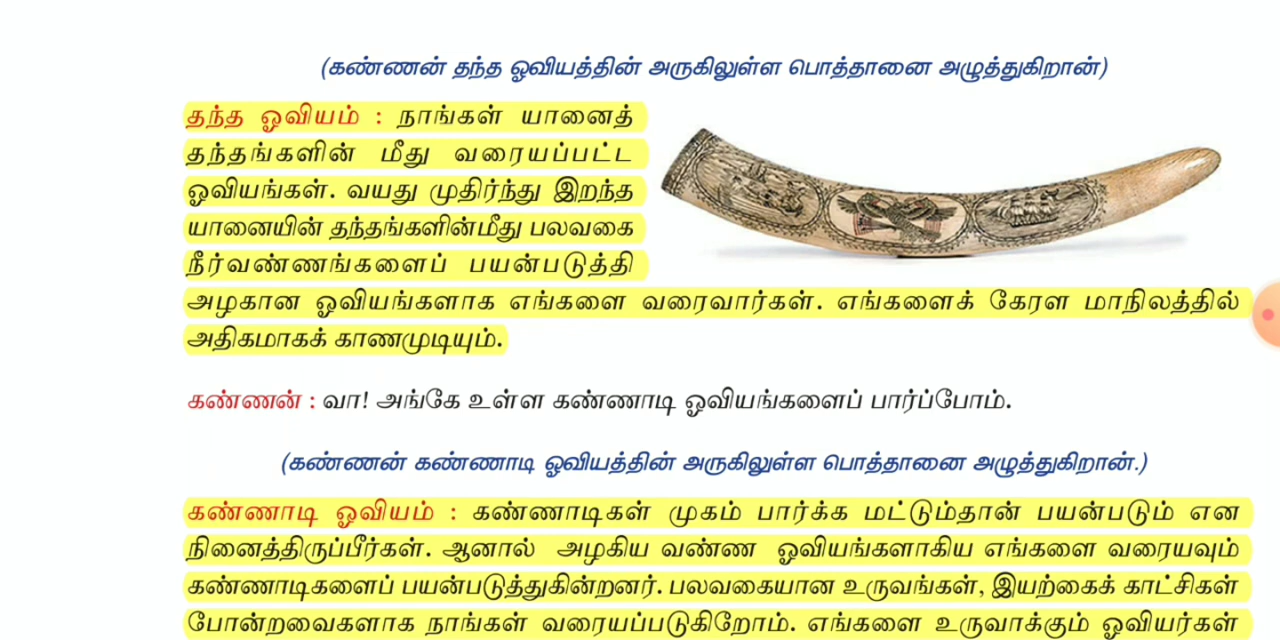 (கண்ணன் தந்த ஓவியத்தின் அருகிலுள்ள பொத்தானை அழுத்துகிறான்)
தந்த ஓவியம் : நாங்கள் யானைத்
தந்தங்களின் மீது வரையப்பட்ட
ஓவியங்கள். வயது முதிர்ந்து இறந்த
யானையின் தந்தங்களின்மீது பலவகை
நீர்வண்ணங்களைப் பயன்படுத்தி
அழகான ஓவியங்களாக எங்களை வரைவார்கள். எங்களைக் கேரள மாநிலத்தில்
அதிகமாகக் காணமுடியும்.
கண்ணன் : வா! அங்கே உள்ள கண்ணாடி ஓவியங்களைப் பார்ப்போம்.
(கண்ணன் கண்ணாடி ஓவியத்தின் அருகிலுள்ள பொத்தானை அழுத்துகிறான்.)
கண்ணாடி ஓவியம் : கண்ணாடிகள் முகம் பார்க்க மட்டும்தான் பயன்படும் என
நினைத்திருப்பீர்கள். ஆனால் அழகிய வண்ண ஓவியங்களாகிய எங்களை வரையவும்
கண்ணாடிகளைப் பயன்படுத்துகின்றனர். பலவகையான உருவங்கள், இயற்கைக் காட்சிகள்
போன்றவைகளாக நாங்கள் வரையப்படுகிறோம். எங்களை உருவாக்கும் ஓவியர்கள்